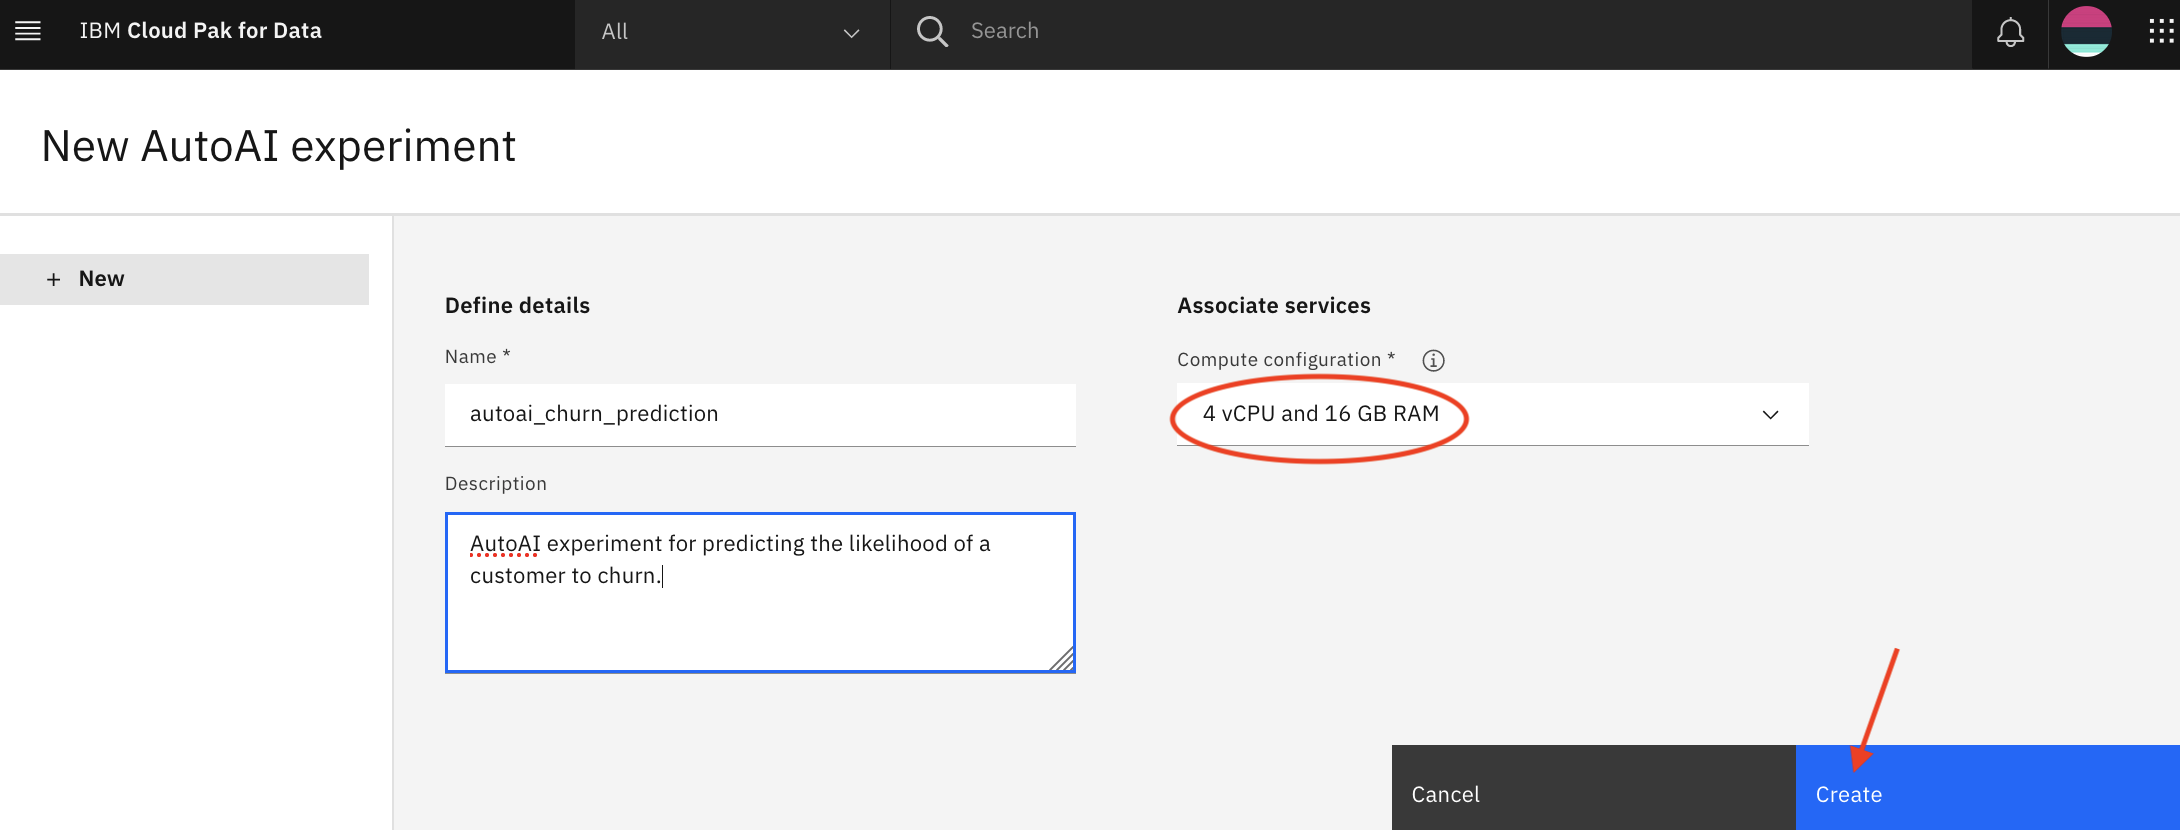 IBM Cloud Pak for Data
All
Search
New AutoAI experiment
+ New
Define details
Name *
autoai_churn_prediction
Description
AutoAI experiment for predicting the likelihood of a
customer to churn.
Associate services
Compute configuration *
4 vCPU and 16 GB RAM
Cancel
Create